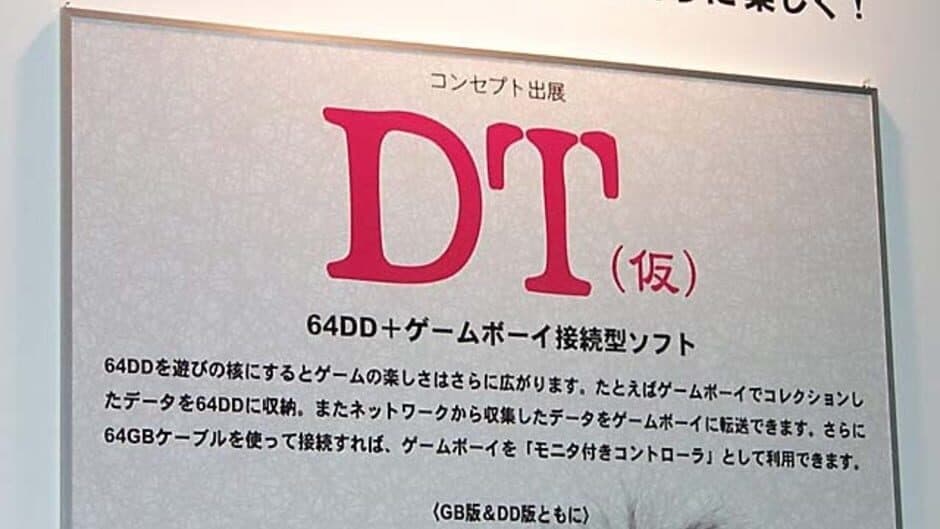 に楽しく！
コンセプト出展
DT(仮)
64DD＋ゲームボーイ接続型ソフト
64DDを遊びの核にするとゲームの楽しさはさらに広がります。たとえばゲームボーイでコレクションし
たデータを64DDに収納。またネットワークから収集したデータをゲームボーイに転送できます。さらに
64GBケーブルを使って接続すれば、ゲームボーイを「モニタ付きコントローラ」として利用できます。
〈GB版＆DD版ともに〉